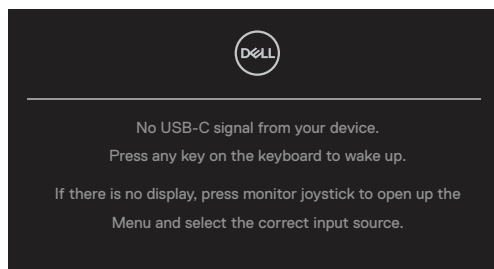 DELL
No USB-C signal from your device.
Press any key on the keyboard to wake up.
If there is no display, press monitor joystick to open up the
Menu and select the correct input source.